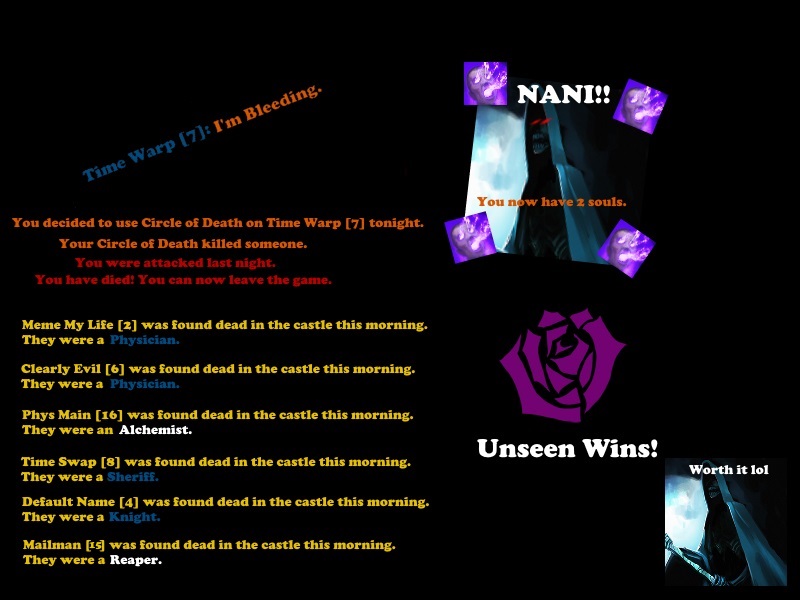 Time Warp [7]: I'm Bleeding.
You decided to use Circle of Death on Time Warp [7] tonight.
Your Circle of Death killed someone.
You were attacked last night.
You have died! You can now leave the game.
Meme My Life [2] was found dead in the castle this morning.
They were a Physician.
Clearly Evil [6] was found dead in the castle this morning.
They were a Physician.
Phys Main [16] was found dead in the castle this morning.
They were an Alchemist.
Time Swap [8] was found dead in the castle this morning.
They were a Sheriff.
Default Name [4] was found dead in the castle this morning.
They were a Knight.
Mailman [15] was found dead in the castle this morning.
They were a Reaper.
NANI!!
You now have 2 souls.
Unseen Wins!
Worth it lol